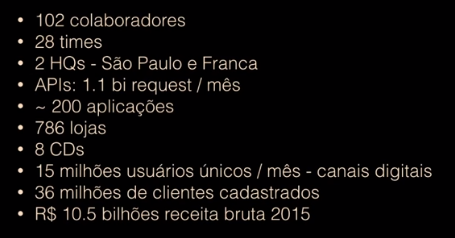 • 102 colaboradores
• 28 times
• 2 HQs - São Paulo e Franca
• APIs: 1.1 bi request / mês
• ~ 200 aplicações
• 786 lojas
• 8 CDs
• 15 milhões usuários únicos / mês - canais digitais
• 36 milhões de clientes cadastrados
• R$ 10.5 bilhões receita bruta 2015